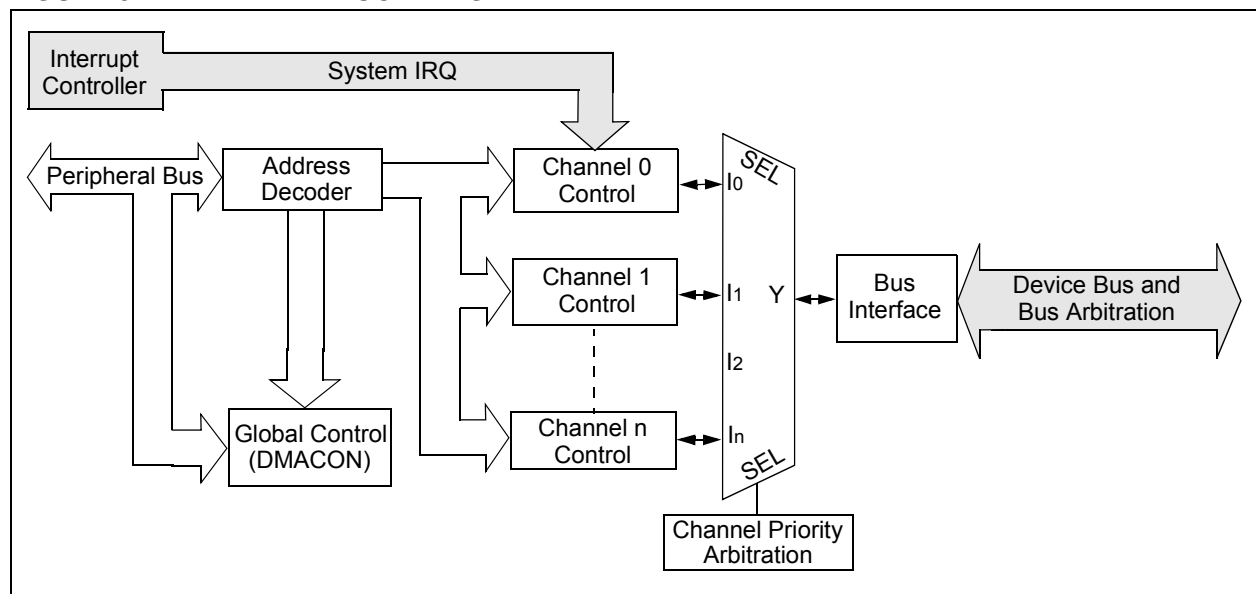 Interrupt
Controller
System IRQ
Peripheral Bus
Address
Decoder
Channel 0
Control
I0
SEL
Channel 1
Control
I1
Y
Bus
Interface
Device Bus and
Bus Arbitration
I2
Global Control
(DMACON)
Channel n
Control
In
SEL
Channel Priority
Arbitration